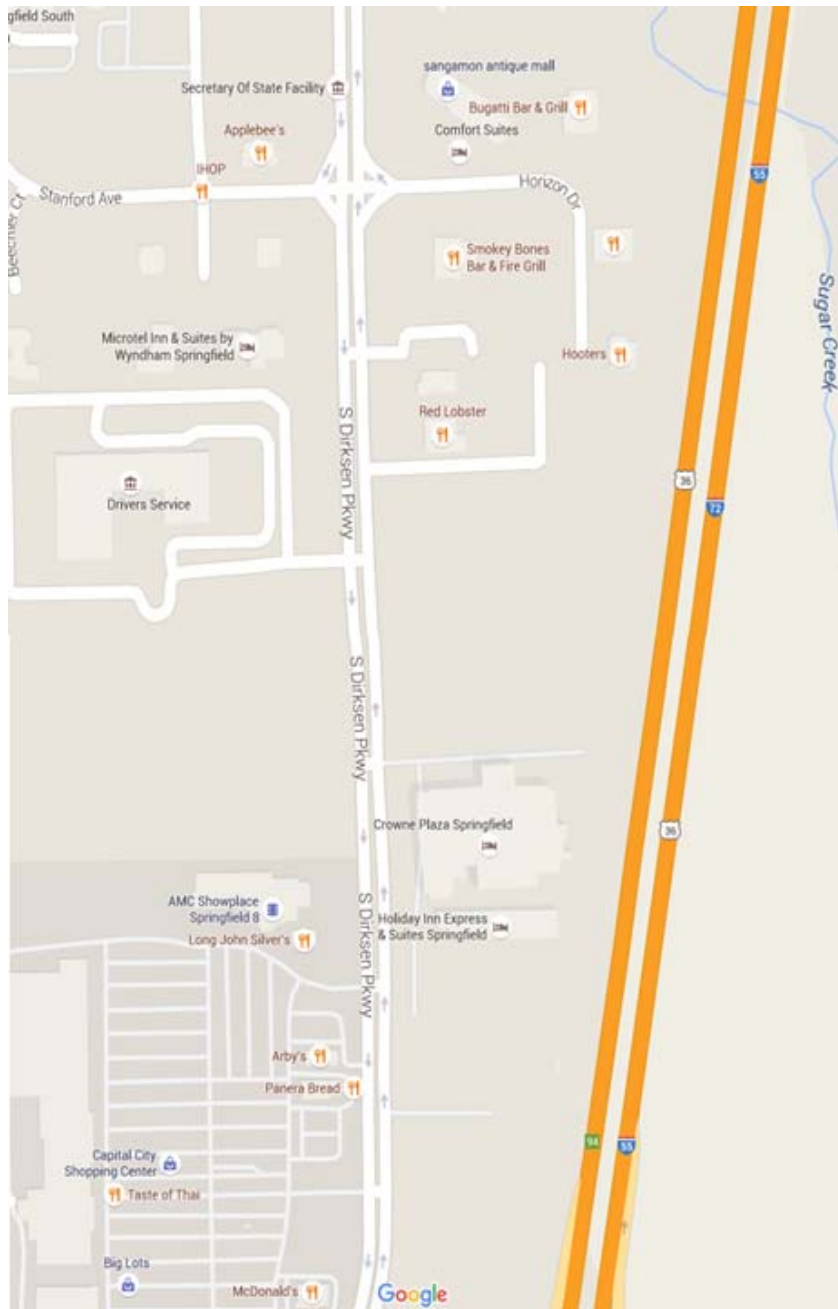 gfield South
sangamon antique mall
Secretary Of State Facility
Bugatti Bar & Grill
Applebee's
Comfort Suites
55
IHOP
Stanford Ave
Horizon Dr
Beechler Ct
Smokey Bones
Bar & Fire Grill
Sugar Creek
Microtel Inn & Suites by
Wyndham Springfield
Hooters
Red Lobster
S Dirksen Pkwy
36
Drivers Service
72
S Dirksen Pkwy
Crowne Plaza Springfield
36
AMC Showplace
Springfield 8
S Dirksen Pkwy
Holiday Inn Express
& Suites Springfield
Long John Silver's
Arby's
Panera Bread
94
55
Capital City
Shopping Center
Taste of Thai
Big Lots
McDonald's
Google